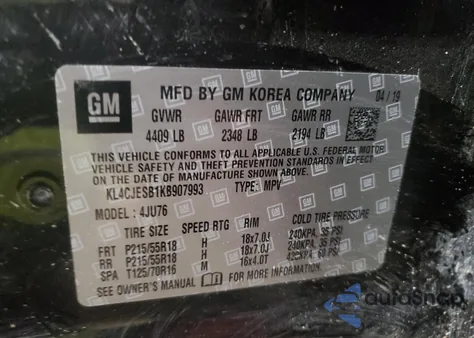 GM
MFD BY GM KOREA COMPANY 04 / 19
GVWR GAWR FRT GAWR RR
4409 LB 2348 LB 2194 LB
THIS VEHICLE CONFORMS TO ALL APPLICABLE U.S. FEDERAL MOTOR VEHICLE
SAFETY, BUMPER, AND THEFT PREVENTION STANDARDS IN EFFECT ON THE
DATE OF MANUFACTURE SHOWN ABOVE.
KL4CJESB1KB907993 TYPE: MPV
MODEL : 4JU76
TIRE SIZE SPEED RTG RIM COLD TIRE PRESSURE
FRT P215/55R18 H 18x7.0J 240KPA, 35 PSI
RR P215/55R18 H 18x7.0J 240KPA, 35 PSI
SPA T125/70R16 M 16x4.0T 420KPA, 60 PSI
SEE OWNER'S MANUAL FOR MORE INFORMATION.
autosnap